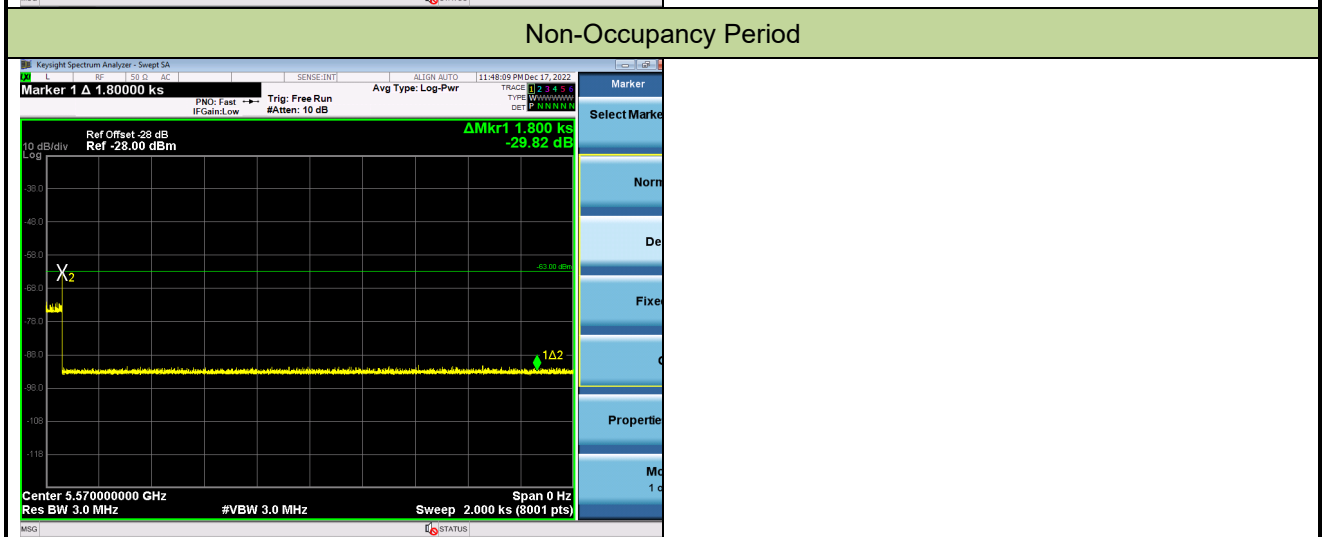 MSG STATUS
Non-Occupancy Period
Keysight Spectrum Analyzer - Swept SA
L RF 50 Ω AC SENSE:INT ALIGN AUTO 11:48:09 PM Dec 17, 2022
Marker 1 Δ 1.80000 ks
PNO: Fast
IFGain:Low
Trig: Free Run
#Atten: 10 dB
Avg Type: Log-Pwr
TRACE 1 2 3 4 5 6
TYPE WWWWWW
DET P N N N N N
Marker
Select Marke
ΔMkr1 1.800 ks
-29.82 dB
Ref Offset -28 dB
10 dB/div Ref -28.00 dBm
Log
-38.0
-48.0
-58.0
-63.00 dBm
X2
-68.0
-78.0
-88.0
1Δ2
-98.0
-108
-118
Norm
De
Fixe
Propertie
Mo
1 o
Center 5.570000000 GHz Span 0 Hz
Res BW 3.0 MHz #VBW 3.0 MHz Sweep 2.000 ks (8001 pts)
MSG STATUS